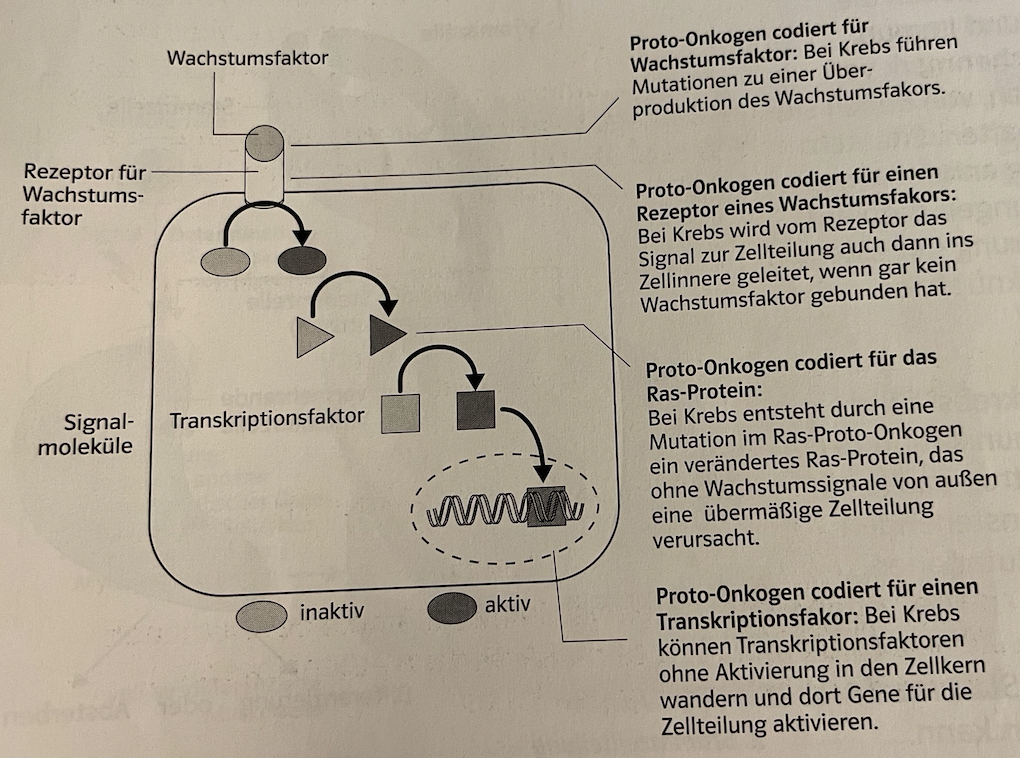 Wachstumsfaktor
Rezeptor für
Wachstums-
faktor
Signal-
moleküle
Transkriptionsfaktor
inaktiv
aktiv
Proto-Onkogen codiert für
Wachstumsfaktor: Bei Krebs führen
Mutationen zu einer Über-
produktion des Wachstumsfakors.
Proto-Onkogen codiert für einen
Rezeptor eines Wachstumsfakors:
Bei Krebs wird vom Rezeptor das
Signal zur Zellteilung auch dann ins
Zellinnere geleitet, wenn gar kein
Wachstumsfaktor gebunden hat.
Proto-Onkogen codiert für das
Ras-Protein:
Bei Krebs entsteht durch eine
Mutation im Ras-Proto-Onkogen
ein verändertes Ras-Protein, das
ohne Wachstumssignale von außen
eine übermäßige Zellteilung
verursacht.
Proto-Onkogen codiert für einen
Transkriptionsfakor: Bei Krebs
können Transkriptionsfaktoren
ohne Aktivierung in den Zellkern
wandern und dort Gene für die
Zellteilung aktivieren.